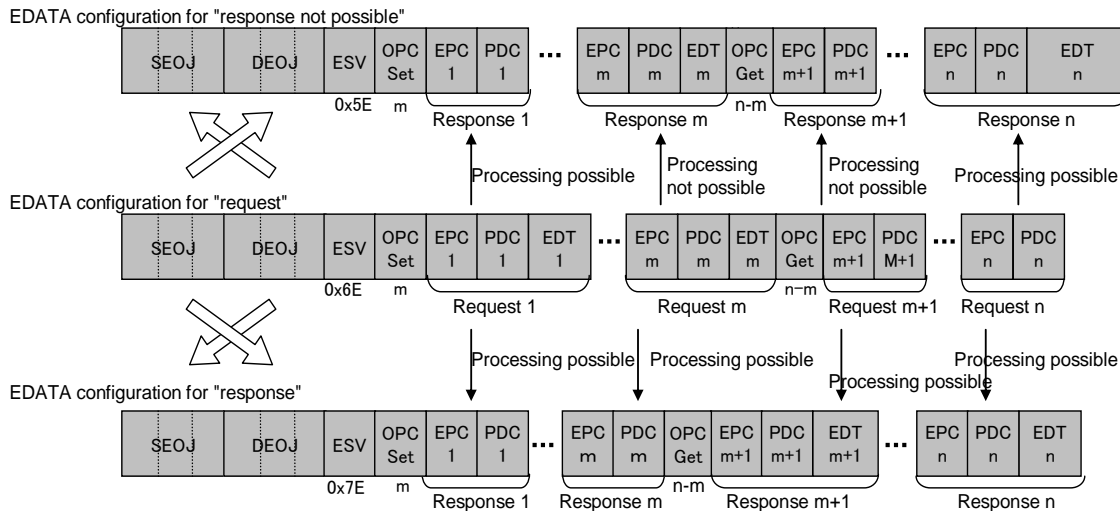 EDATA configuration for "response not possible"
SEOJ DEOJ ESV OPC Set EPC 1 PDC 1 ... EPC m PDC m EDT m OPC Get EPC m+1 PDC m+1 ... EPC n PDC n EDT n
0x5E m Response 1 Response m n-m Response m+1 Response n
Processing possible Processing not possible Processing not possible Processing possible
EDATA configuration for "request"
SEOJ DEOJ ESV OPC Set EPC 1 PDC 1 EDT 1 ... EPC m PDC m EDT m OPC Get EPC m+1 PDC M+1 ... EPC n PDC n
0x6E m Request 1 Request m n-m Request m+1 Request n
Processing possible Processing possible Processing possible Processing possible
EDATA configuration for "response"
SEOJ DEOJ ESV OPC Set EPC 1 PDC 1 ... EPC m PDC m OPC Get EPC m+1 PDC m+1 EDT m+1 ... EPC n PDC n EDT n
0x7E m Response 1 Response m n-m Response m+1 Response n